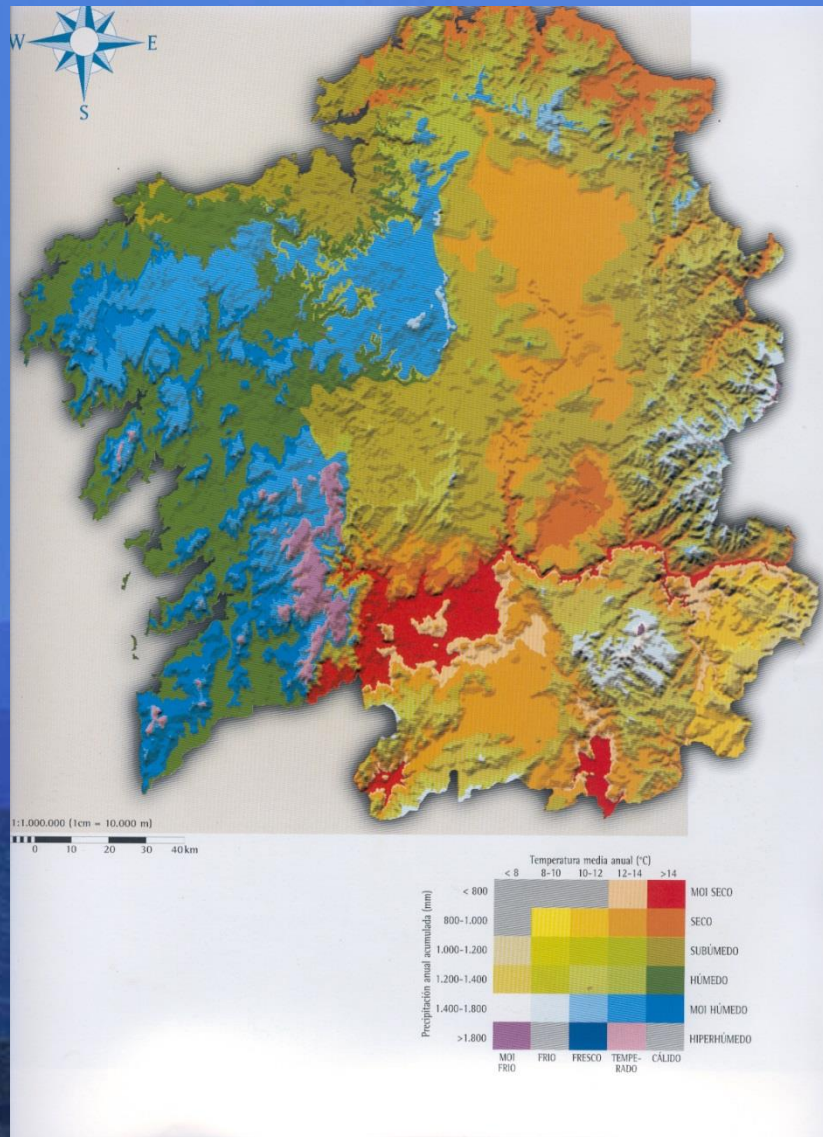 W E
S
1:1.000.000 (1cm = 10.000 m)
0 10 20 30 40 km
Temperatura media anual (°C)
< 8 8-10 10-12 12-14 >14
Precipitación anual acumulada (mm)
< 800 MOI SECO
800-1.000 SECO
1.000-1.200 SUBÚMEDO
1.200-1.400 HÚMEDO
1.400-1.800 MOI HÚMEDO
>1.800 HIPERHÚMEDO
MOI FRIO FRESCO TEMPE- CÁLIDO
FRIO RADO